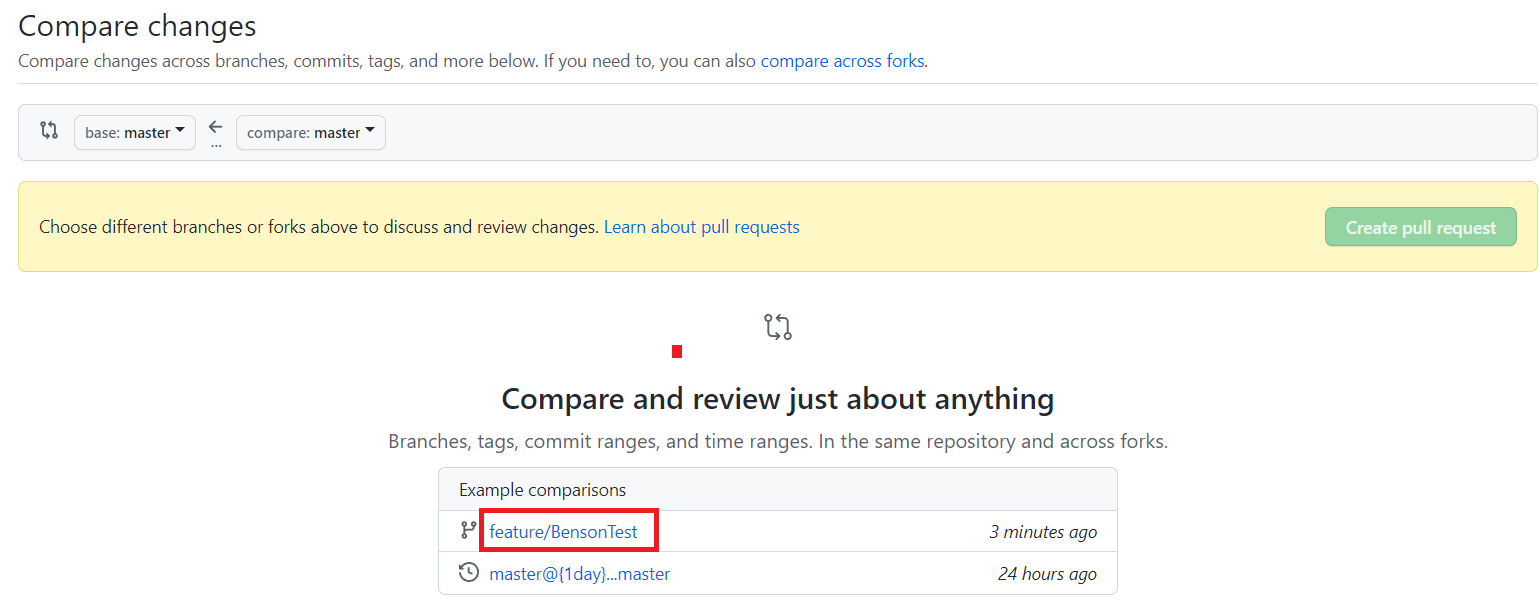 Compare changes
Compare changes across branches, commits, tags, and more below. If you need to, you can also compare across forks.
base: master ... compare: master
Choose different branches or forks above to discuss and review changes. Learn about pull requests Create pull request
Compare and review just about anything
Branches, tags, commit ranges, and time ranges. In the same repository and across forks.
Example comparisons
feature/BensonTest 3 minutes ago
master@{1day}...master 24 hours ago